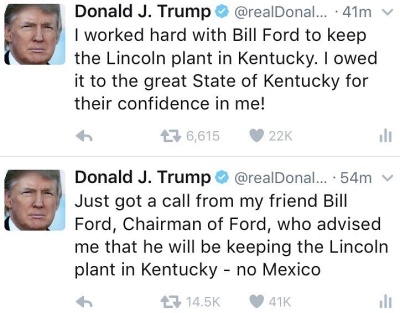 Donald J. Trump @realDonal... · 41m
I worked hard with Bill Ford to keep
the Lincoln plant in Kentucky. I owed
it to the great State of Kentucky for
their confidence in me!
6,615 22K
Donald J. Trump @realDonal... · 54m
Just got a call from my friend Bill
Ford, Chairman of Ford, who advised
me that he will be keeping the Lincoln
plant in Kentucky - no Mexico
14.5K 41K